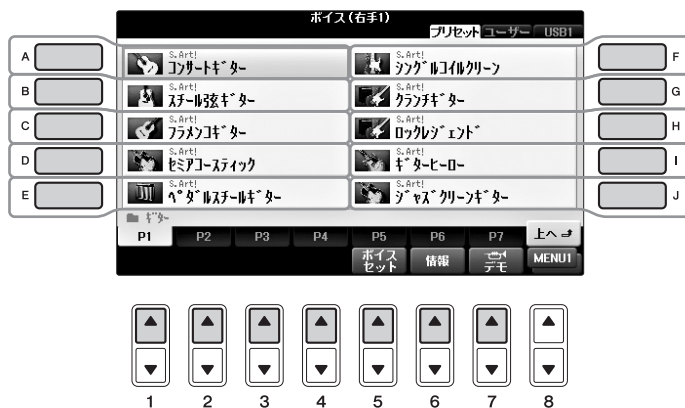 ボイス(右手1)
プリセット ユーザー USB1
A
S.Art!
コンサートギター
S.Art!
シングルコイルクリーン
F
B
S.Art!
スチール弦ギター
S.Art!
クランチギター
G
C
S.Art!
フラメンコギター
S.Art!
ロックレジェンド
H
D
S.Art!
セミアコースティック
S.Art!
ギターヒーロー
I
E
S.Art!
ペダルスチールギター
S.Art!
ジャズクリーンギター
J
ギター
P1 P2 P3 P4 P5 P6 P7 上へ
ボイスセット 情報 デモ MENU1
1 2 3 4 5 6 7 8